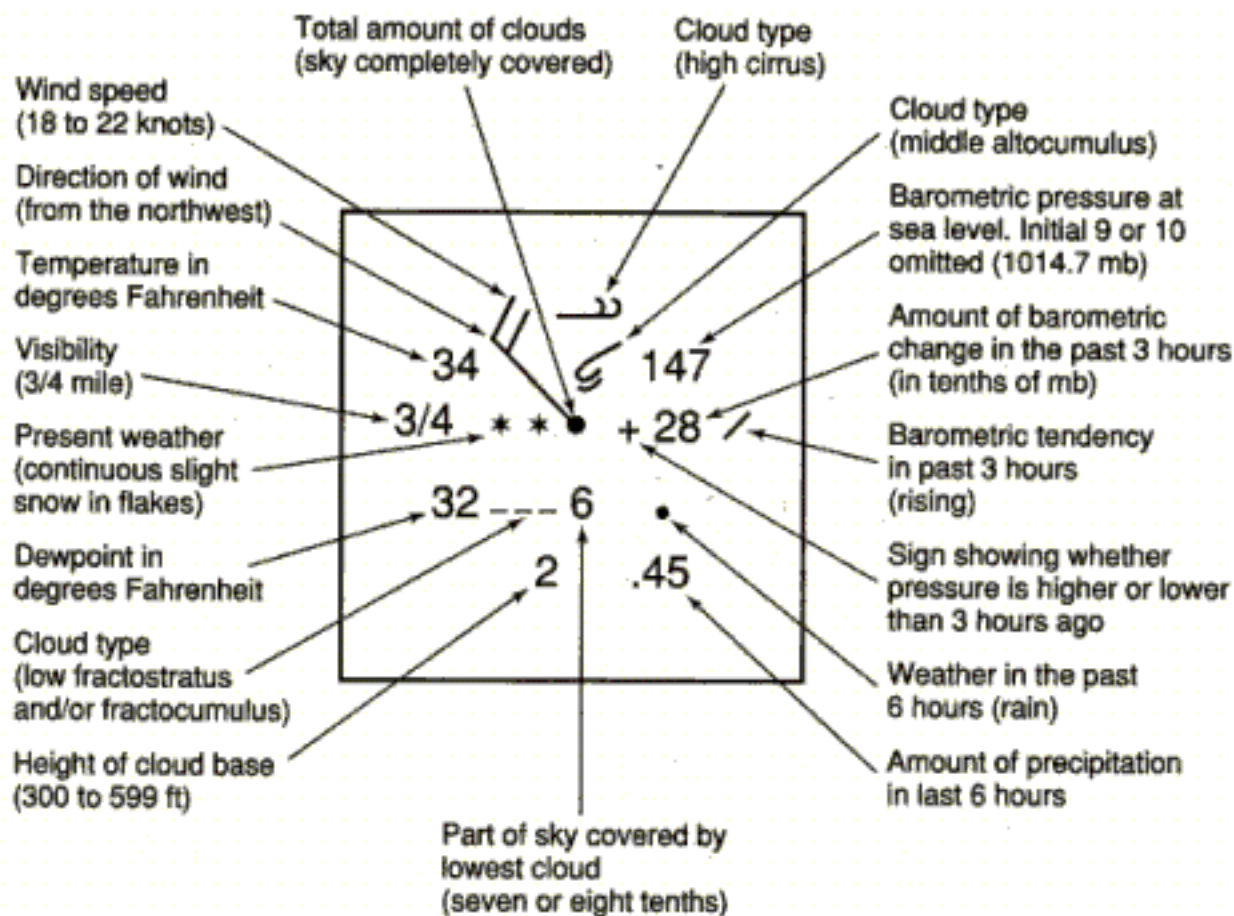 Total amount of clouds
(sky completely covered)
Cloud type
(high cirrus)
Wind speed
(18 to 22 knots)
Cloud type
(middle altocumulus)
Direction of wind
(from the northwest)
Barometric pressure at
sea level. Initial 9 or 10
omitted (1014.7 mb)
Temperature in
degrees Fahrenheit
Amount of barometric
change in the past 3 hours
(in tenths of mb)
Visibility
(3/4 mile)
Present weather
(continuous slight
snow in flakes)
Barometric tendency
in past 3 hours
(rising)
Dewpoint in
degrees Fahrenheit
Sign showing whether
pressure is higher or lower
than 3 hours ago
Cloud type
(low fractostratus
and/or fractocumulus)
Weather in the past
6 hours (rain)
Height of cloud base
(300 to 599 ft)
Amount of precipitation
in last 6 hours
Part of sky covered by
lowest cloud
(seven or eight tenths)
34 147
3/4 * * + 28
32 6
2 .45